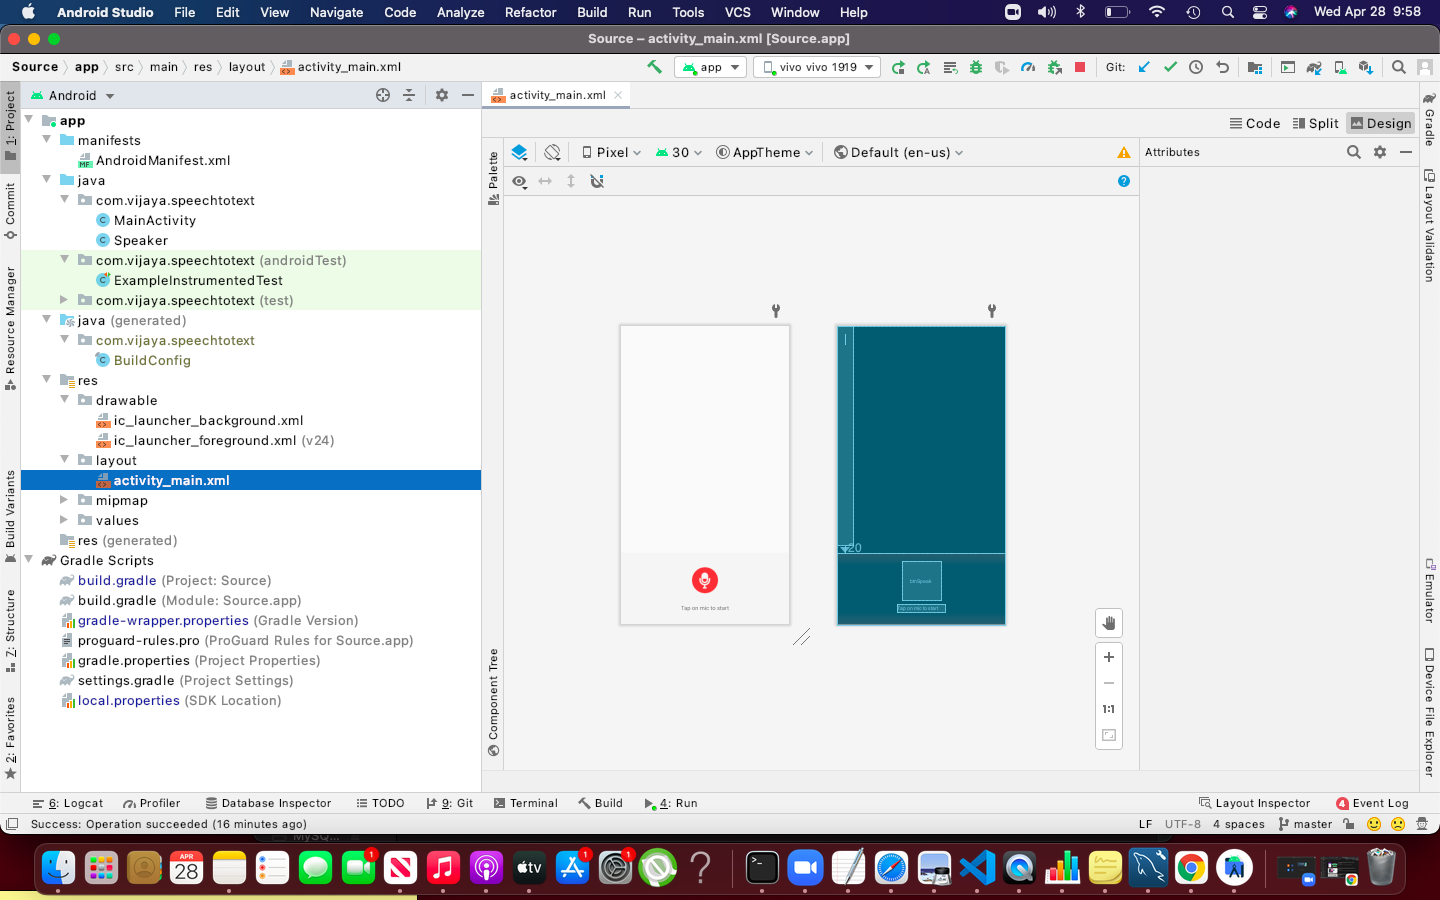 Android Studio File Edit View Navigate Code Analyze Refactor Build Run Tools VCS Window Help Wed Apr 28 9:58
Source – activity_main.xml [Source.app]
Source app src main res layout activity_main.xml app vivo vivo 1919 Git:
Android
activity_main.xml
Code Split Design
1: Project
Commit
Resource Manager
Build Variants
7: Structure
2: Favorites
app
manifests
AndroidManifest.xml
java
com.vijaya.speechtotext
MainActivity
Speaker
com.vijaya.speechtotext (androidTest)
ExampleInstrumentedTest
com.vijaya.speechtotext (test)
java (generated)
com.vijaya.speechtotext
BuildConfig
res
drawable
ic_launcher_background.xml
ic_launcher_foreground.xml (v24)
layout
activity_main.xml
mipmap
values
res (generated)
Gradle Scripts
build.gradle (Project: Source)
build.gradle (Module: Source.app)
gradle-wrapper.properties (Gradle Version)
proguard-rules.pro (ProGuard Rules for Source.app)
gradle.properties (Project Properties)
settings.gradle (Project Settings)
local.properties (SDK Location)
Palette
Component Tree
Pixel 30 AppTheme Default (en-us)
Attributes
Tap on mic to start
20
btnSpeak
Tap on mic to start
1:1
Gradle
Layout Validation
Emulator
Device File Explorer
6: Logcat Profiler Database Inspector TODO 9: Git Terminal Build 4: Run Layout Inspector 4 Event Log
Success: Operation succeeded (16 minutes ago) LF UTF-8 4 spaces master
APR
28
1
tv
1
1